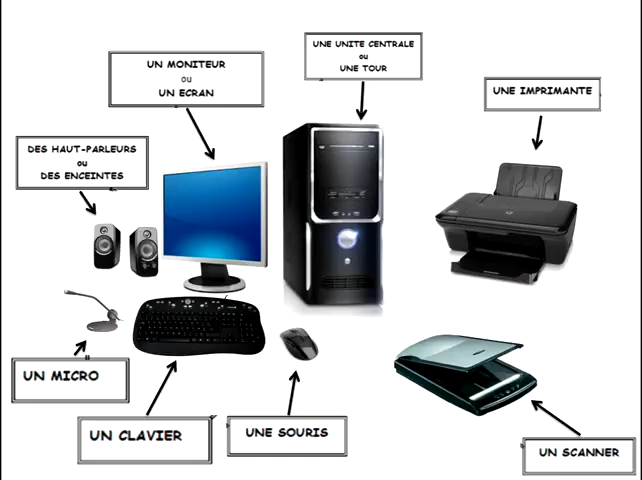 UNE UNITE CENTRALE
ou
UNE TOUR
UN MONITEUR
ou
UN ECRAN
UNE IMPRIMANTE
DES HAUT-PARLEURS
ou
DES ENCEINTES
UN MICRO
UN CLAVIER
UNE SOURIS
UN SCANNER